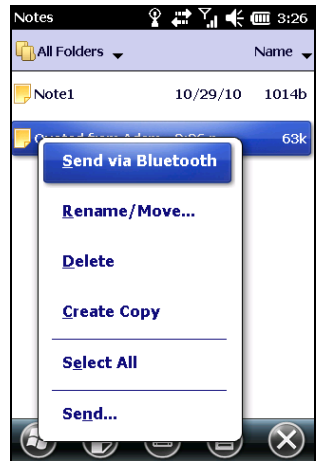 Notes 3:26
All Folders Name
Note1 10/29/10 1014b
63k
Send via Bluetooth
Rename/Move...
Delete
Create Copy
Select All
Send...